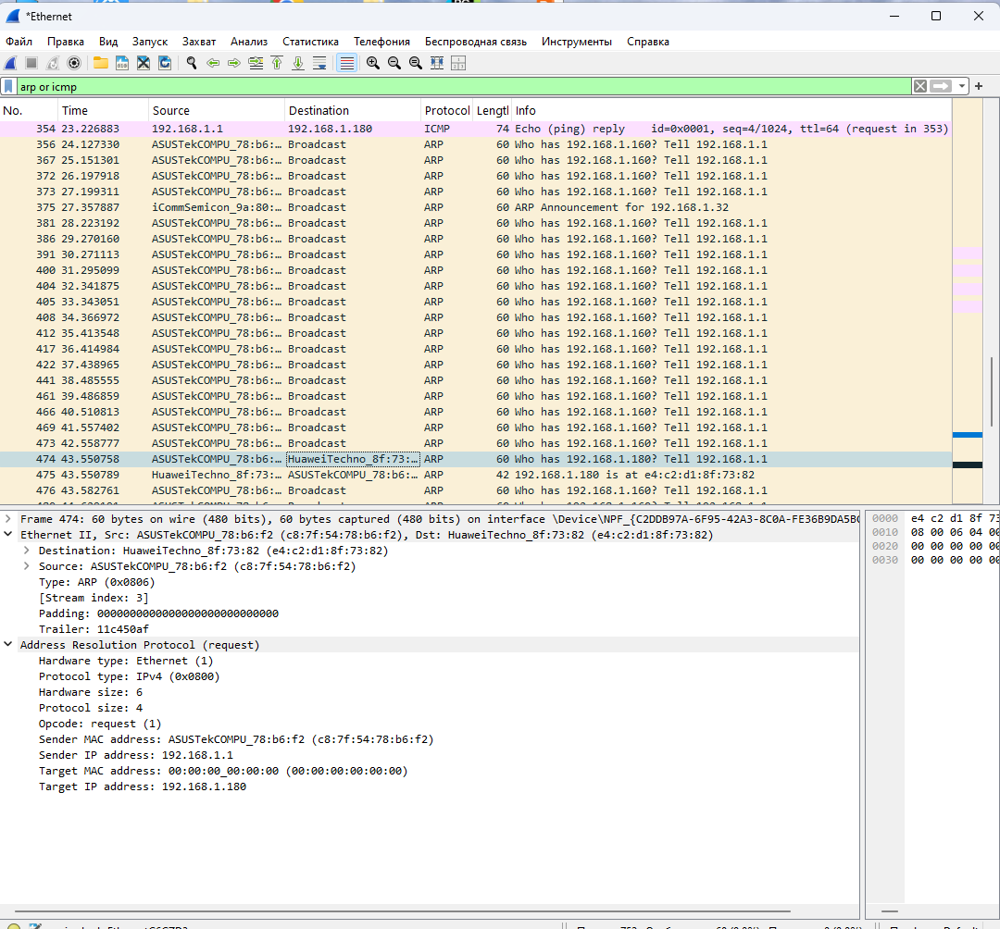 *Ethernet
Файл Правка Вид Запуск Захват Анализ Статистика Телефония Беспроводная связь Инструменты Справка
arp or icmp
No. Time Source Destination Protocol Lengtl Info
354 23.226883 192.168.1.1 192.168.1.180 ICMP 74 Echo (ping) reply id=0x0001, seq=4/1024, ttl=64 (request in 353)
356 24.127330 ASUSTekCOMPU_78:b6:… Broadcast ARP 60 Who has 192.168.1.160? Tell 192.168.1.1
367 25.151301 ASUSTekCOMPU_78:b6:… Broadcast ARP 60 Who has 192.168.1.160? Tell 192.168.1.1
372 26.197918 ASUSTekCOMPU_78:b6:… Broadcast ARP 60 Who has 192.168.1.160? Tell 192.168.1.1
373 27.199311 ASUSTekCOMPU_78:b6:… Broadcast ARP 60 Who has 192.168.1.160? Tell 192.168.1.1
375 27.357887 iCommSemicon_9a:80:… Broadcast ARP 60 ARP Announcement for 192.168.1.32
381 28.223192 ASUSTekCOMPU_78:b6:… Broadcast ARP 60 Who has 192.168.1.160? Tell 192.168.1.1
386 29.270160 ASUSTekCOMPU_78:b6:… Broadcast ARP 60 Who has 192.168.1.160? Tell 192.168.1.1
391 30.271113 ASUSTekCOMPU_78:b6:… Broadcast ARP 60 Who has 192.168.1.160? Tell 192.168.1.1
400 31.295099 ASUSTekCOMPU_78:b6:… Broadcast ARP 60 Who has 192.168.1.160? Tell 192.168.1.1
404 32.341875 ASUSTekCOMPU_78:b6:… Broadcast ARP 60 Who has 192.168.1.160? Tell 192.168.1.1
405 33.343051 ASUSTekCOMPU_78:b6:… Broadcast ARP 60 Who has 192.168.1.160? Tell 192.168.1.1
408 34.366972 ASUSTekCOMPU_78:b6:… Broadcast ARP 60 Who has 192.168.1.160? Tell 192.168.1.1
412 35.413548 ASUSTekCOMPU_78:b6:… Broadcast ARP 60 Who has 192.168.1.160? Tell 192.168.1.1
417 36.414984 ASUSTekCOMPU_78:b6:… Broadcast ARP 60 Who has 192.168.1.160? Tell 192.168.1.1
422 37.438965 ASUSTekCOMPU_78:b6:… Broadcast ARP 60 Who has 192.168.1.160? Tell 192.168.1.1
441 38.485555 ASUSTekCOMPU_78:b6:… Broadcast ARP 60 Who has 192.168.1.160? Tell 192.168.1.1
461 39.486859 ASUSTekCOMPU_78:b6:… Broadcast ARP 60 Who has 192.168.1.160? Tell 192.168.1.1
466 40.510813 ASUSTekCOMPU_78:b6:… Broadcast ARP 60 Who has 192.168.1.160? Tell 192.168.1.1
469 41.557402 ASUSTekCOMPU_78:b6:… Broadcast ARP 60 Who has 192.168.1.160? Tell 192.168.1.1
473 42.558777 ASUSTekCOMPU_78:b6:… Broadcast ARP 60 Who has 192.168.1.160? Tell 192.168.1.1
474 43.550758 ASUSTekCOMPU_78:b6:… HuaweiTechno_8f:73:… ARP 60 Who has 192.168.1.180? Tell 192.168.1.1
475 43.550789 HuaweiTechno_8f:73:… ASUSTekCOMPU_78:b6:… ARP 42 192.168.1.180 is at e4:c2:d1:8f:73:82
476 43.582761 ASUSTekCOMPU_78:b6:… Broadcast ARP 60 Who has 192.168.1.160? Tell 192.168.1.1
Frame 474: 60 bytes on wire (480 bits), 60 bytes captured (480 bits) on interface \Device\NPF_{C2DDB97A-6F95-42A3-8C0A-FE36B9DA5B
Ethernet II, Src: ASUSTekCOMPU_78:b6:f2 (c8:7f:54:78:b6:f2), Dst: HuaweiTechno_8f:73:82 (e4:c2:d1:8f:73:82)
Destination: HuaweiTechno_8f:73:82 (e4:c2:d1:8f:73:82)
Source: ASUSTekCOMPU_78:b6:f2 (c8:7f:54:78:b6:f2)
Type: ARP (0x0806)
[Stream index: 3]
Padding: 0000000000000000000000000000
Trailer: 11c450af
Address Resolution Protocol (request)
Hardware type: Ethernet (1)
Protocol type: IPv4 (0x0800)
Hardware size: 6
Protocol size: 4
Opcode: request (1)
Sender MAC address: ASUSTekCOMPU_78:b6:f2 (c8:7f:54:78:b6:f2)
Sender IP address: 192.168.1.1
Target MAC address: 00:00:00_00:00:00 (00:00:00:00:00:00)
Target IP address: 192.168.1.180
0000 e4 c2 d1 8f 73
0010 08 00 06 04 00
0020 00 00 00 00 00
0030 00 00 00 00 00